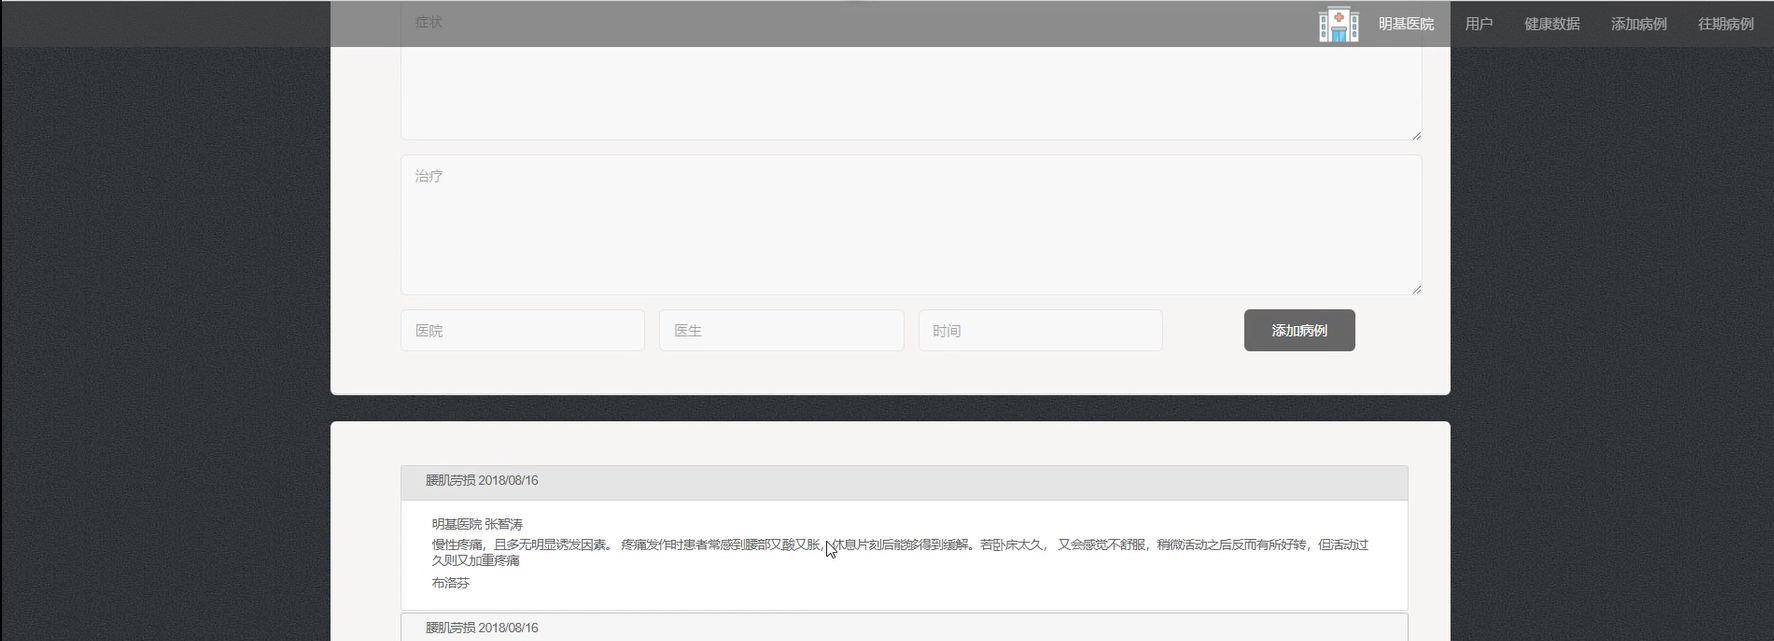 症状
明基医院 用户 健康数据 添加病例 往期病例
治疗
医院 医生 时间 添加病例
腰肌劳损 2018/08/16
明基医院 张智涛
慢性疼痛，且多无明显诱发因素。 疼痛发作时患者常感到腰部又酸又胀，休息片刻后能够得到缓解。若卧床太久， 又会感觉不舒服，稍微活动之后反而有所好转，但活动过
久则又加重疼痛
布洛芬
腰肌劳损 2018/08/16